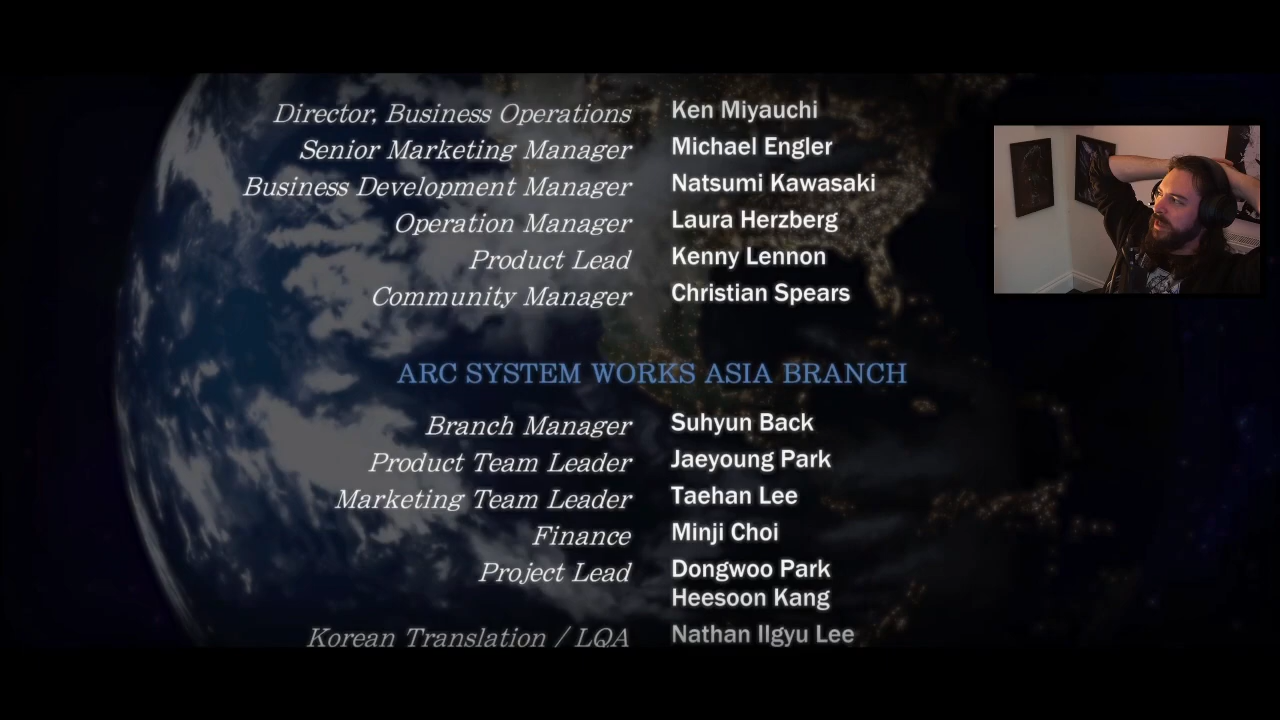 Director, Business Operations Ken Miyauchi
Senior Marketing Manager Michael Engler
Business Development Manager Natsumi Kawasaki
Operation Manager Laura Herzberg
Product Lead Kenny Lennon
Community Manager Christian Spears
ARC SYSTEM WORKS ASIA BRANCH
Branch Manager Suhyun Back
Product Team Leader Jaeyoung Park
Marketing Team Leader Taehan Lee
Finance Minji Choi
Project Lead Dongwoo Park
Heesoon Kang
Korean Translation / LQA Nathan Ilgyu Lee